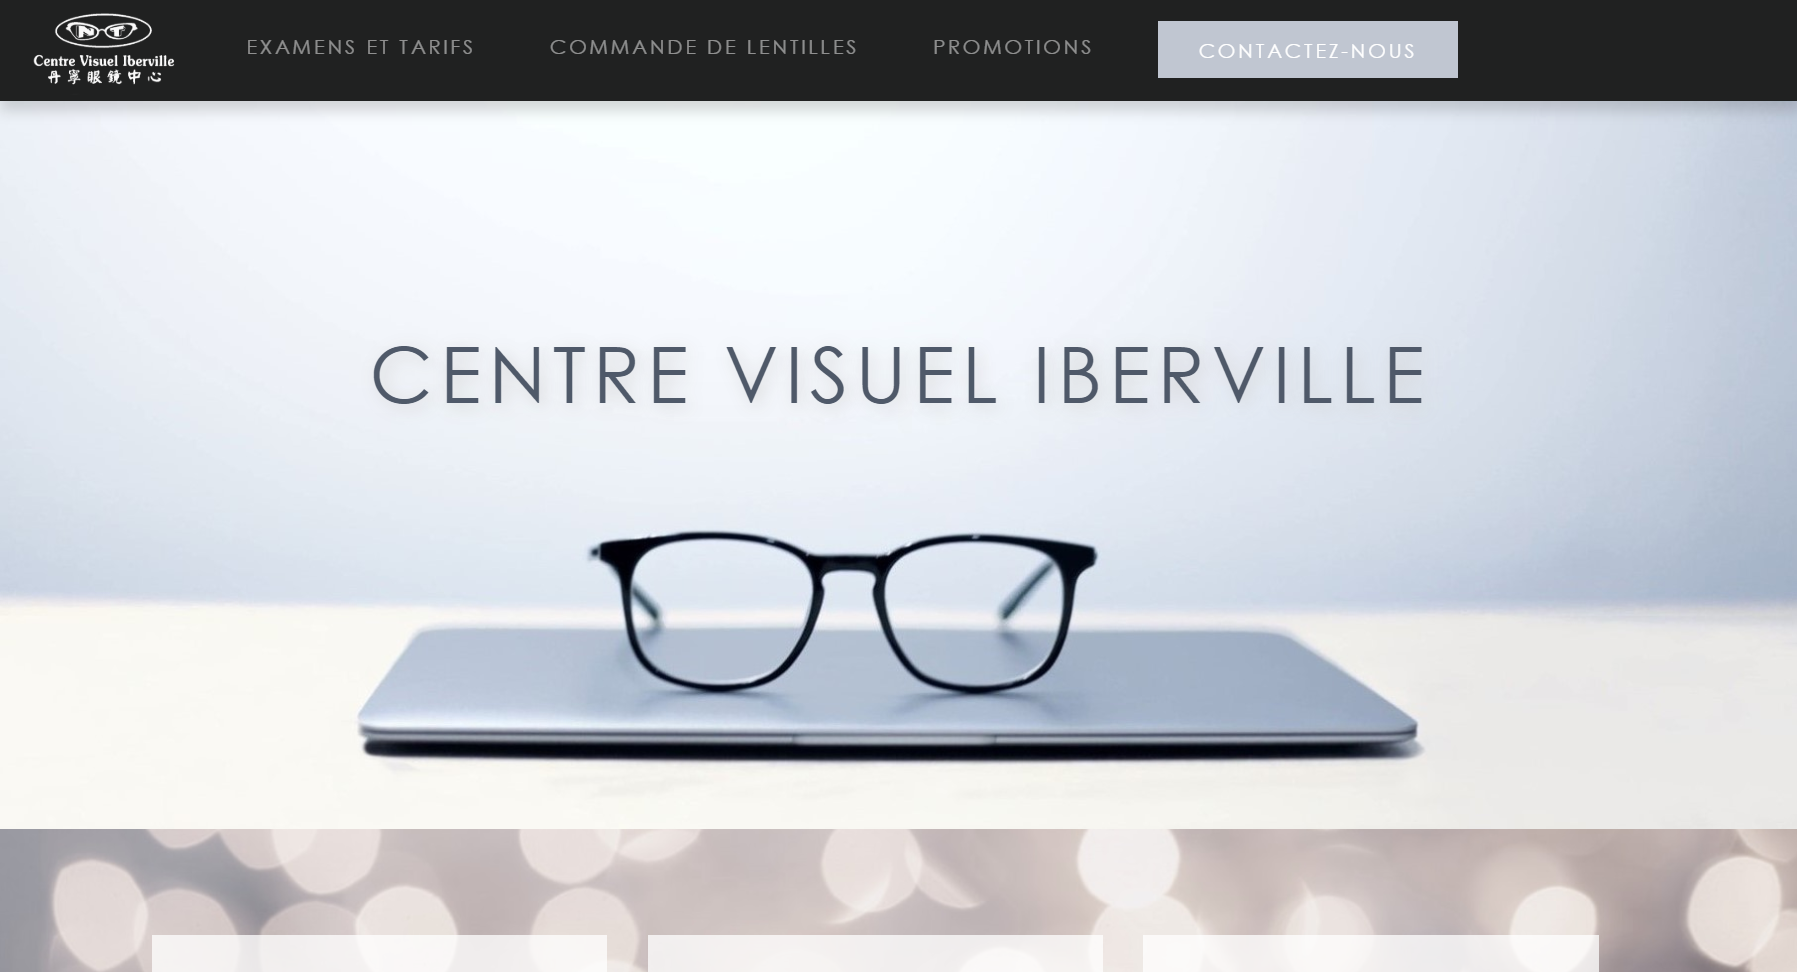 NT
Centre Visuel Iberville
丹寧眼鏡中心
EXAMENS ET TARIFS
COMMANDE DE LENTILLES
PROMOTIONS
CONTACTEZ-NOUS
CENTRE VISUEL IBERVILLE